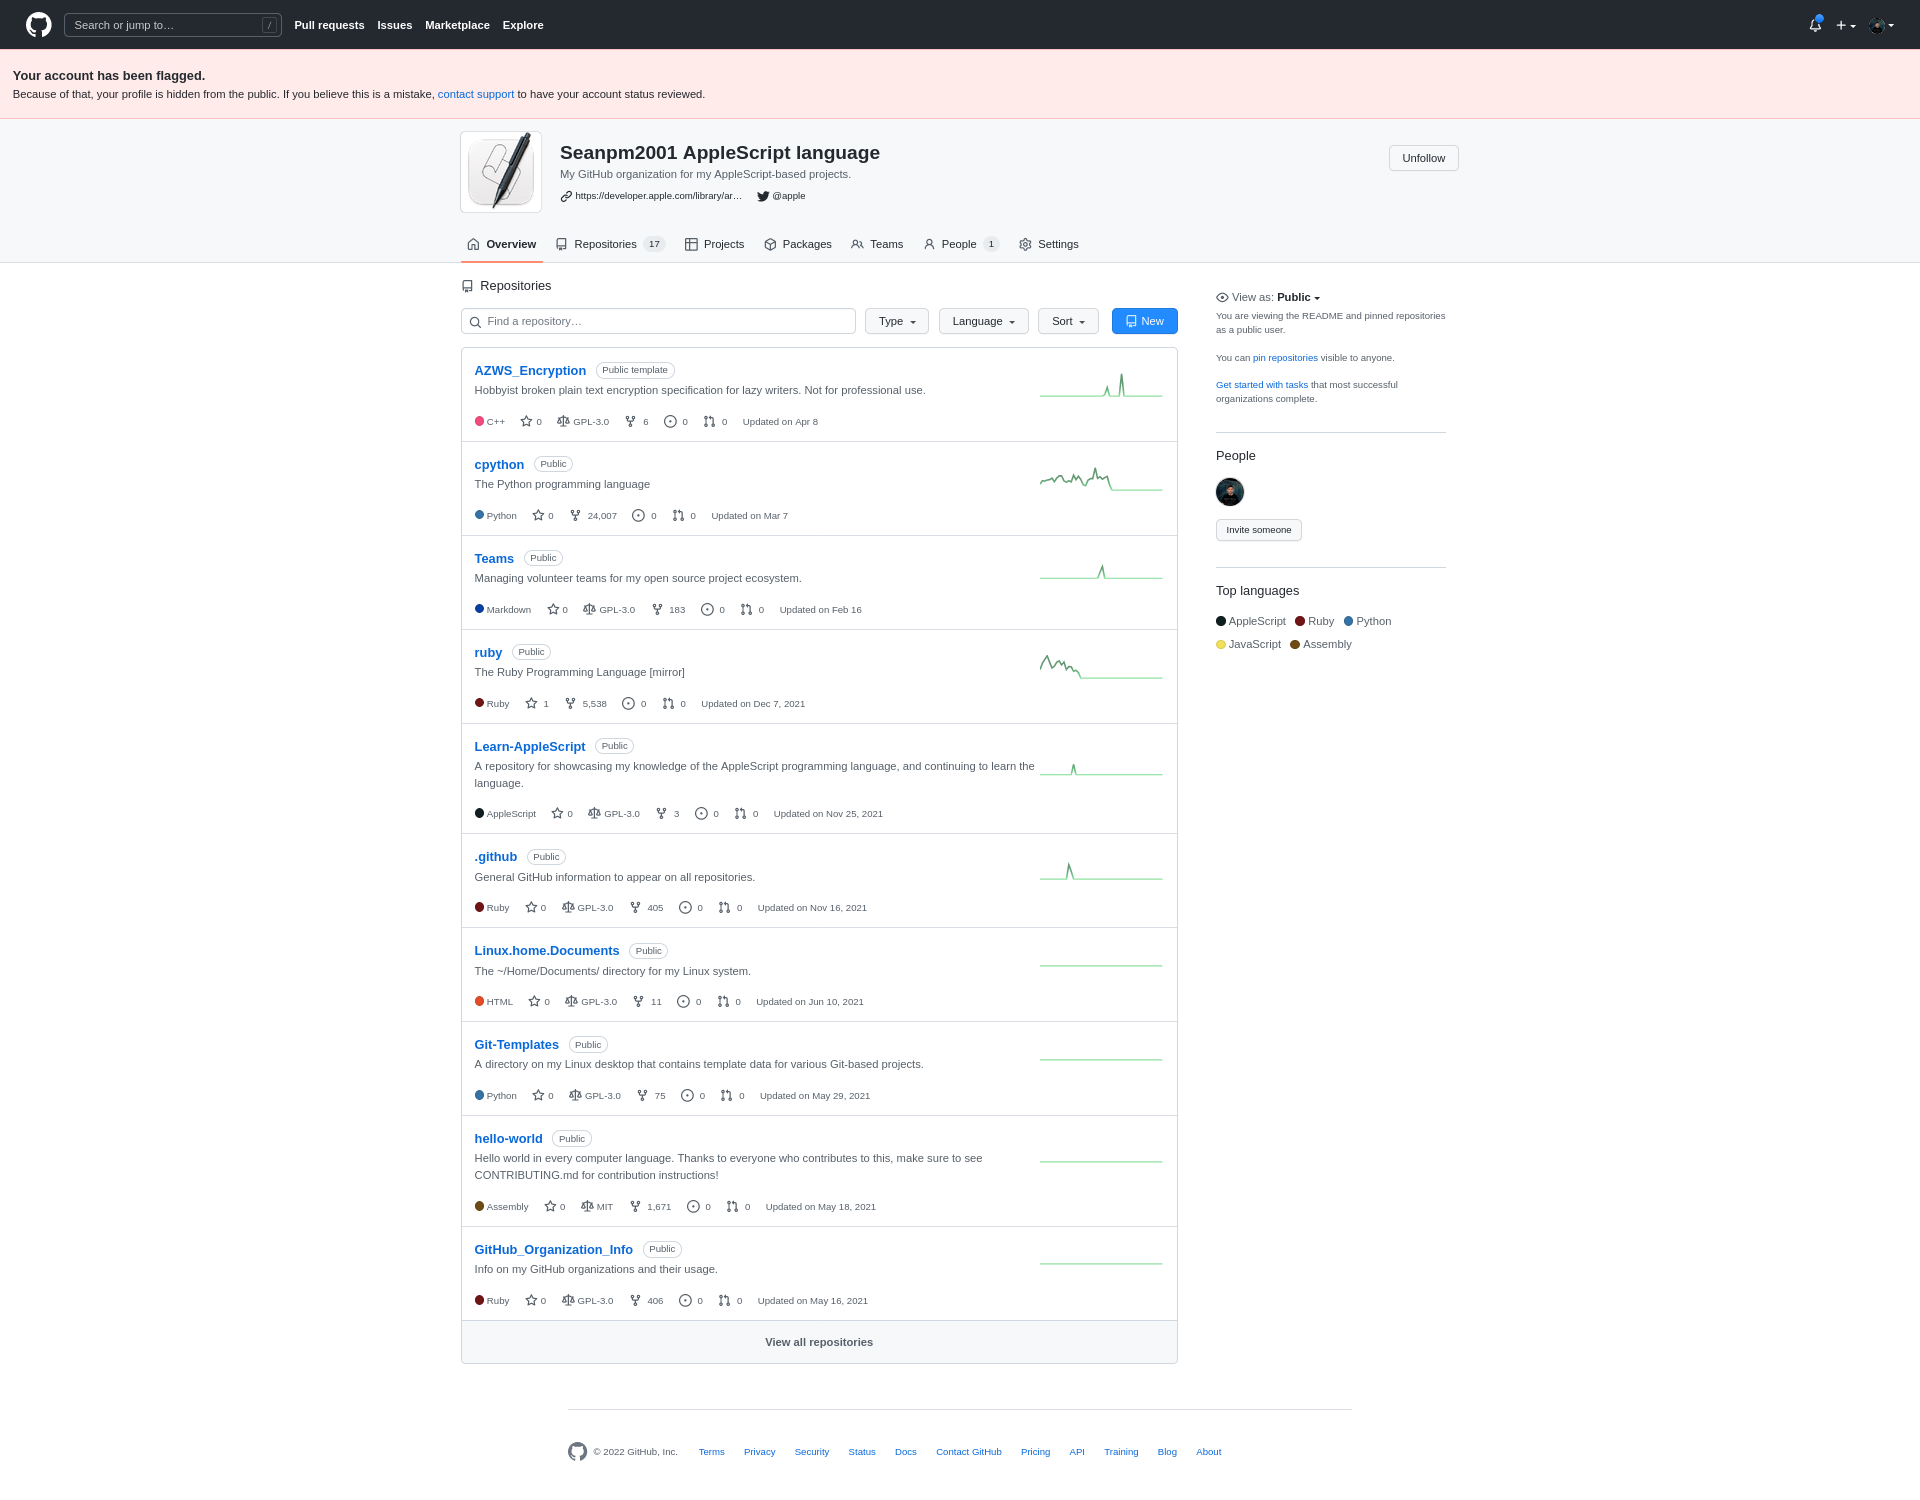 Search or jump to… /
Pull requests Issues Marketplace Explore
Your account has been flagged.
Because of that, your profile is hidden from the public. If you believe this is a mistake, contact support to have your account status reviewed.
Seanpm2001 AppleScript language
My GitHub organization for my AppleScript-based projects.
https://developer.apple.com/library/ar… @apple
Unfollow
Overview Repositories 17 Projects Packages Teams People 1 Settings
Repositories
Find a repository… Type Language Sort New
AZWS_Encryption Public template
Hobbyist broken plain text encryption specification for lazy writers. Not for professional use.
C++ 0 GPL-3.0 6 0 0 Updated on Apr 8
cpython Public
The Python programming language
Python 0 24,007 0 0 Updated on Mar 7
Teams Public
Managing volunteer teams for my open source project ecosystem.
Markdown 0 GPL-3.0 183 0 0 Updated on Feb 16
ruby Public
The Ruby Programming Language [mirror]
Ruby 1 5,538 0 0 Updated on Dec 7, 2021
Learn-AppleScript Public
A repository for showcasing my knowledge of the AppleScript programming language, and continuing to learn the
language.
AppleScript 0 GPL-3.0 3 0 0 Updated on Nov 25, 2021
.github Public
General GitHub information to appear on all repositories.
Ruby 0 GPL-3.0 405 0 0 Updated on Nov 16, 2021
Linux.home.Documents Public
The ~/Home/Documents/ directory for my Linux system.
HTML 0 GPL-3.0 11 0 0 Updated on Jun 10, 2021
Git-Templates Public
A directory on my Linux desktop that contains template data for various Git-based projects.
Python 0 GPL-3.0 75 0 0 Updated on May 29, 2021
hello-world Public
Hello world in every computer language. Thanks to everyone who contributes to this, make sure to see
CONTRIBUTING.md for contribution instructions!
Assembly 0 MIT 1,671 0 0 Updated on May 18, 2021
GitHub_Organization_Info Public
Info on my GitHub organizations and their usage.
Ruby 0 GPL-3.0 406 0 0 Updated on May 16, 2021
View all repositories
View as: Public
You are viewing the README and pinned repositories
as a public user.
You can pin repositories visible to anyone.
Get started with tasks that most successful
organizations complete.
People
Invite someone
Top languages
AppleScript Ruby Python
JavaScript Assembly
© 2022 GitHub, Inc. Terms Privacy Security Status Docs Contact GitHub Pricing API Training Blog About